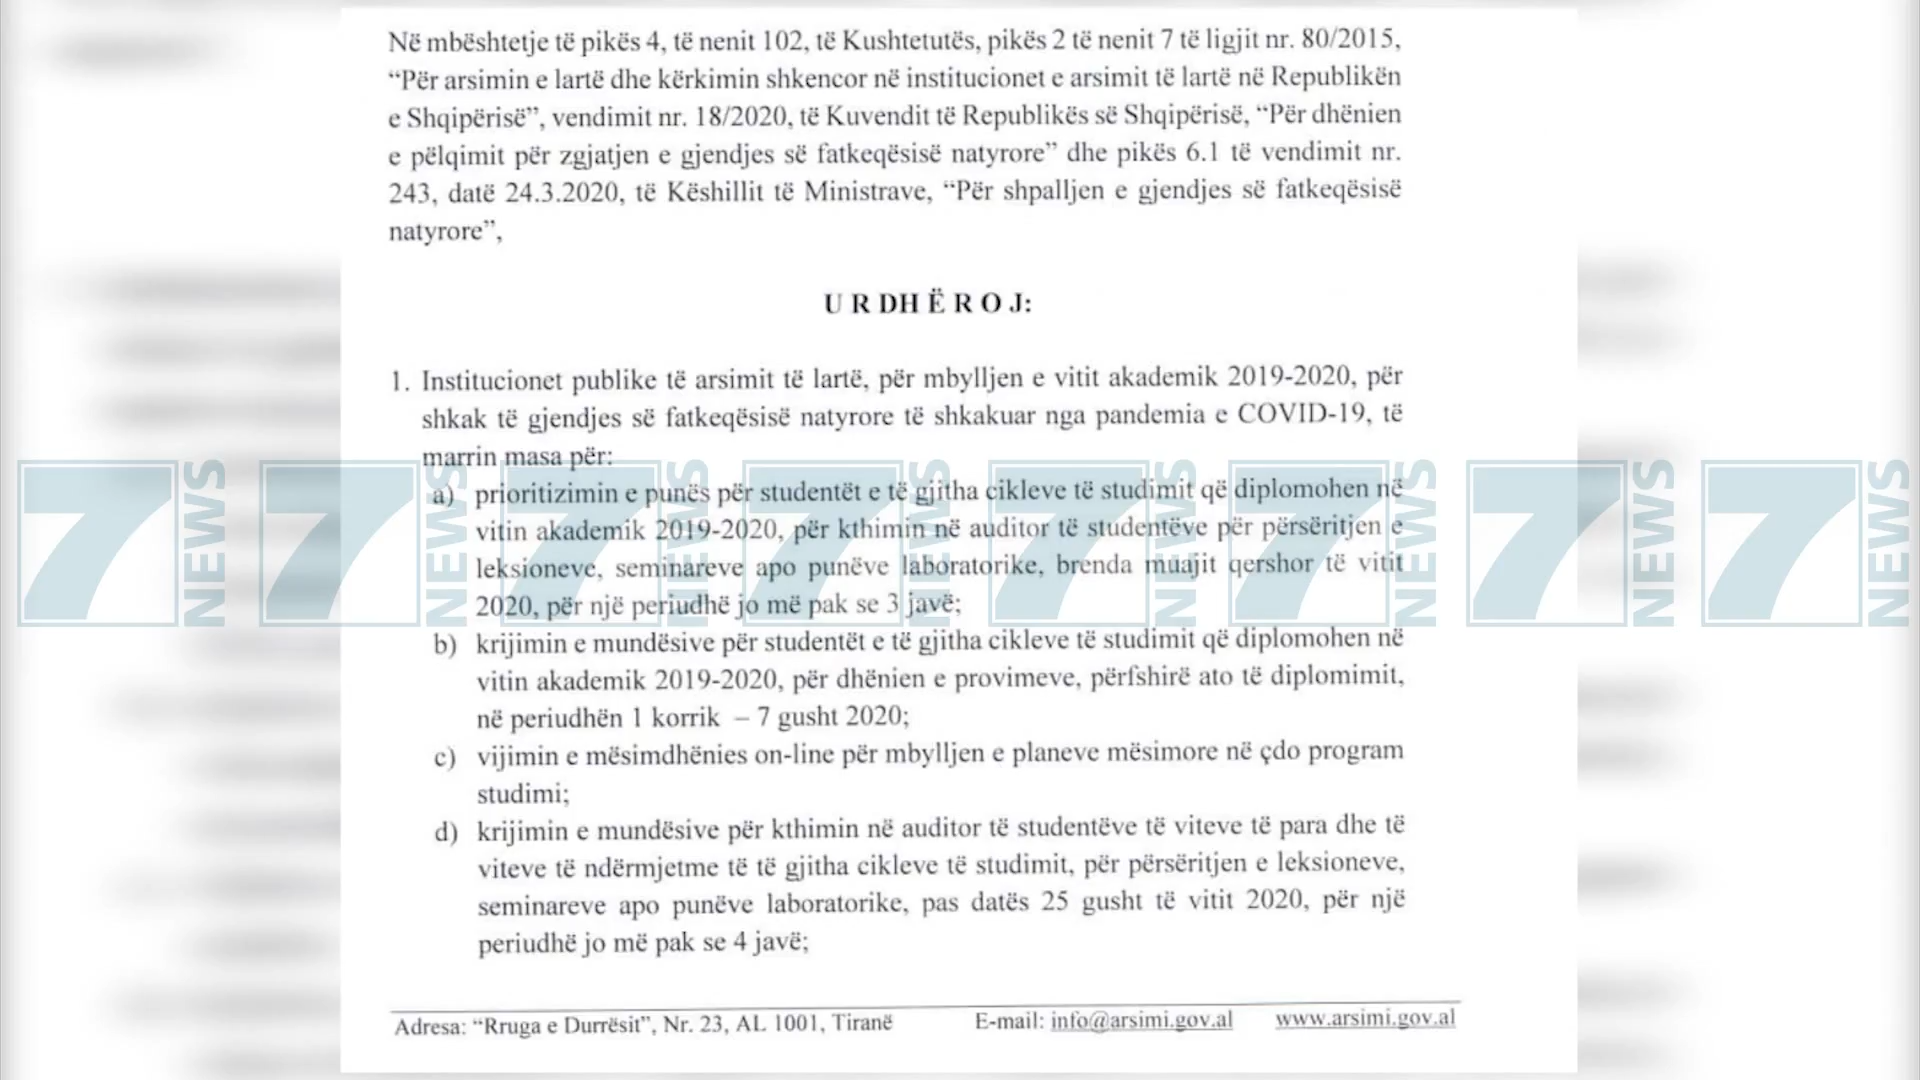 Në mbështetje të pikës 4, të nenit 102, të Kushtetutës, pikës 2 të nenit 7 të ligjit nr. 80/2015,
“Për arsimin e lartë dhe kërkimin shkencor në institucionet e arsimit të lartë në Republikën
e Shqipërisë”, vendimit nr. 18/2020, të Kuvendit të Republikës së Shqipërisë, “Për dhënien
e pëlqimit për zgjatjen e gjendjes së fatkeqësisë natyrore” dhe pikës 6.1 të vendimit nr.
243, datë 24.3.2020, të Këshillit të Ministrave, “Për shpalljen e gjendjes së fatkeqësisë
natyrore”,
U R DH Ë R O J:
1. Institucionet publike të arsimit të lartë, për mbylljen e vitit akademik 2019-2020, për
shkak të gjendjes së fatkeqësisë natyrore të shkakuar nga pandemia e COVID-19, të
marrin masa për:
a) prioritizimin e punës për studentët e të gjitha cikleve të studimit që diplomohen në
vitin akademik 2019-2020, për kthimin në auditor të studentëve për përsëritjen e
leksioneve, seminareve apo punëve laboratorike, brenda muajit qershor të vitit
2020, për një periudhë jo më pak se 3 javë;
b) krijimin e mundësive për studentët e të gjitha cikleve të studimit që diplomohen në
vitin akademik 2019-2020, për dhënien e provimeve, përfshirë ato të diplomimit,
në periudhën 1 korrik – 7 gusht 2020;
c) vijimin e mësimdhënies on-line për mbylljen e planeve mësimore në çdo program
studimi;
d) krijimin e mundësive për kthimin në auditor të studentëve të viteve të para dhe të
viteve të ndërmjetme të të gjitha cikleve të studimit, për përsëritjen e leksioneve,
seminareve apo punëve laboratorike, pas datës 25 gusht të vitit 2020, për një
periudhë jo më pak se 4 javë;
Adresa: “Rruga e Durrësit”, Nr. 23, AL 1001, Tiranë E-mail: info@arsimi.gov.al www.arsimi.gov.al
7 NEWS 7 NEWS 7 NEWS 7 NEWS 7 NEWS 7 NEWS 7 NEWS 7 NEWS